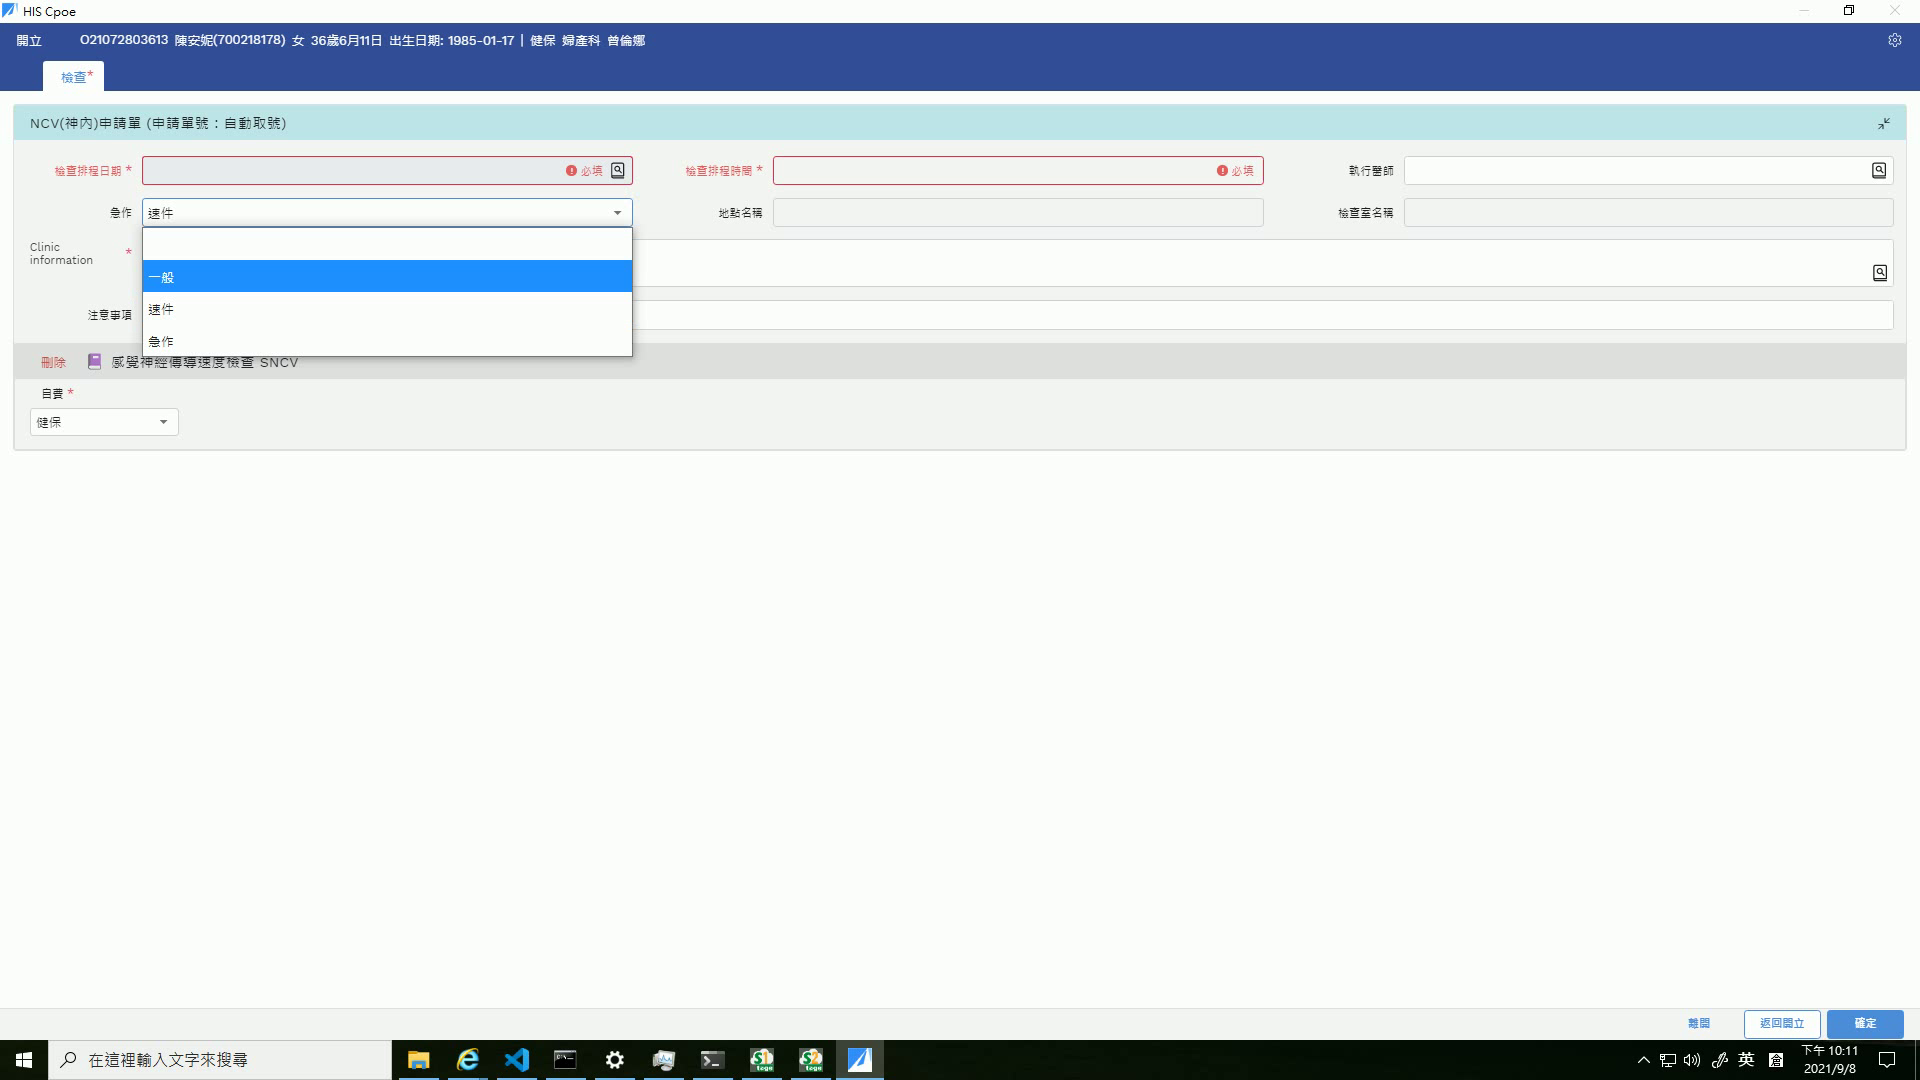 HIS Cpoe
開立 O21072803613 陳安妮(700218178) 女 36歲6月11日 出生日期: 1985-01-17 | 健保 婦產科 曾倫娜
檢查*
NCV(神內)申請單 (申請單號：自動取號)
檢查排程日期 * 必填 檢查排程時間 * 必填 執行醫師
急作 速件 地點名稱 檢查室名稱
Clinic information *
一般
速件
注意事項
急作
刪除 感覺神經傳導速度檢查 SNCV
自費 *
健保
離開 返回開立 確定
在這裡輸入文字來搜尋
S1 togo
S2 togo
英
下午 10:11
2021/9/8